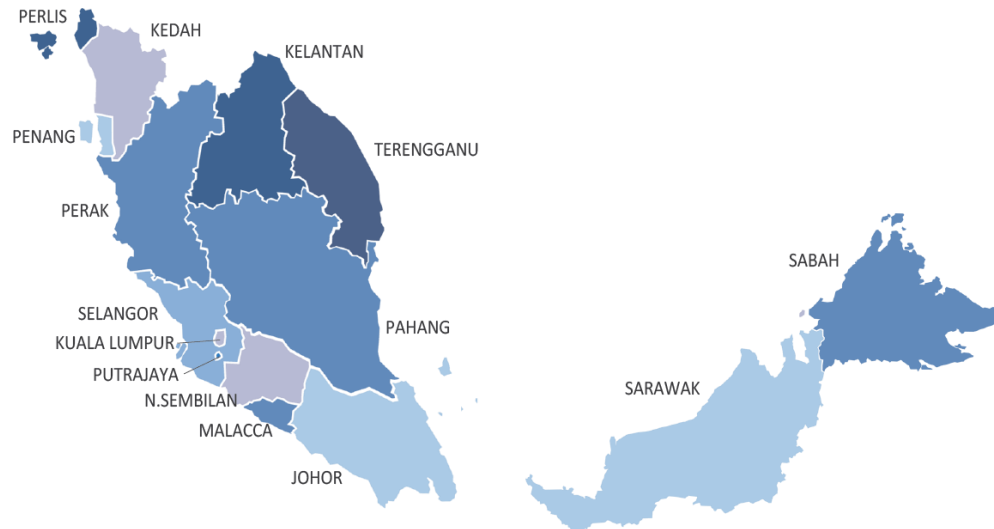 PERLIS
KEDAH
KELANTAN
PENANG
TERENGGANU
PERAK
SABAH
SELANGOR
PAHANG
KUALA LUMPUR
PUTRAJAYA
SARAWAK
N.SEMBILAN
MALACCA
JOHOR